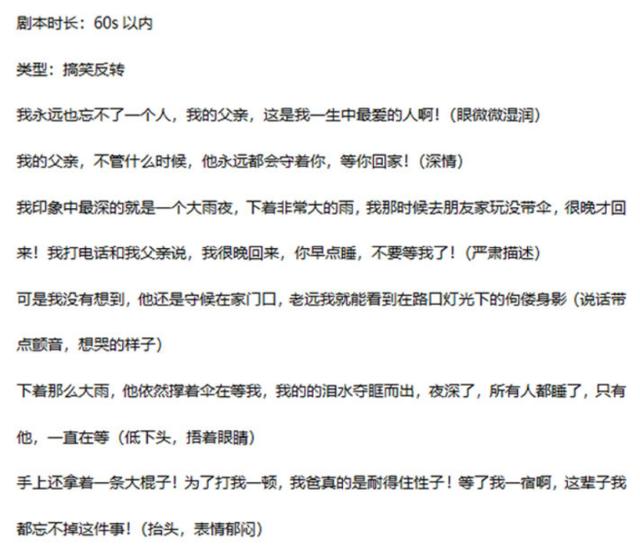 剧本时长：60s 以内
类型：搞笑反转
我永远也忘不了一个人，我的父亲，这是我一生中最爱的人啊！（眼微微湿润）
我的父亲，不管什么时候，他永远都会守着你，等你回家！（深情）
我印象中最深的就是一个大雨夜，下着非常大的雨，我那时候去朋友家玩没带伞，很晚才回
来！我打电话和我父亲说，我很晚回来，你早点睡，不要等我了！（严肃描述）
可是我没有想到，他还是守候在家门口，老远我就能看到在路口灯光下的佝偻身影（说话带
点颤音，想哭的样子）
下着那么大雨，他依然撑着伞在等我，我的的泪水夺眶而出，夜深了，所有人都睡了，只有
他，一直在等（低下头，捂着眼睛）
手上还拿着一条大棍子！为了打我一顿，我爸真的是耐得住性子！等了我一宿啊，这辈子我
都忘不掉这件事！（抬头，表情郁闷）